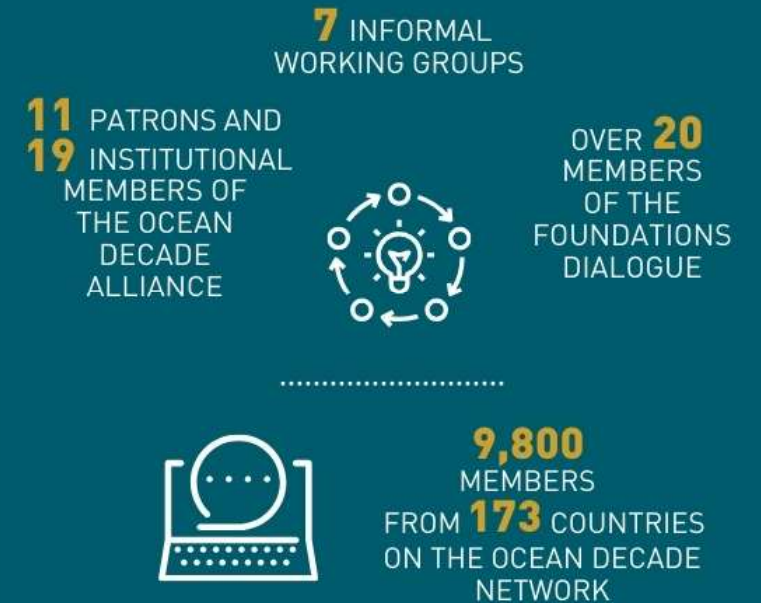 7 INFORMAL
WORKING GROUPS
11 PATRONS AND
19 INSTITUTIONAL
MEMBERS OF
THE OCEAN
DECADE
ALLIANCE
OVER 20
MEMBERS
OF THE
FOUNDATIONS
DIALOGUE
9,800
MEMBERS
FROM 173 COUNTRIES
ON THE OCEAN DECADE
NETWORK